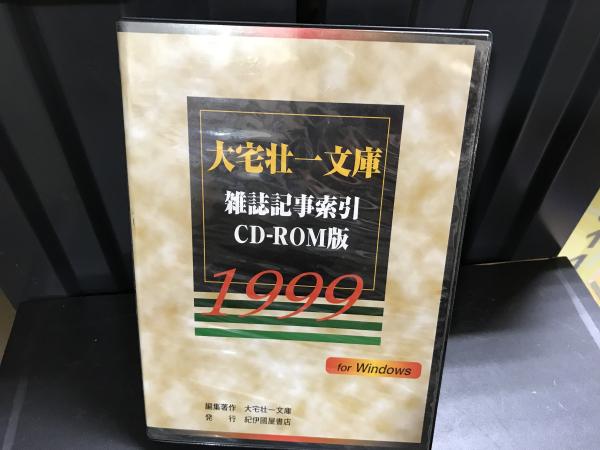 大宅壮一文庫
雑誌記事索引
CD-ROM版
1999
for Windows
編集著作 大宅壮一文庫
発 行 紀伊國屋書店